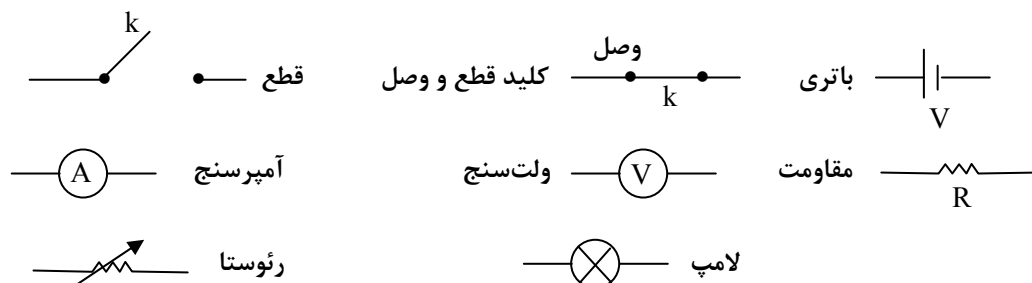 باتری V وصل کلید قطع و وصل k قطع k
مقاومت R ولت‌سنج V آمپرسنج A
لامپ رئوستا